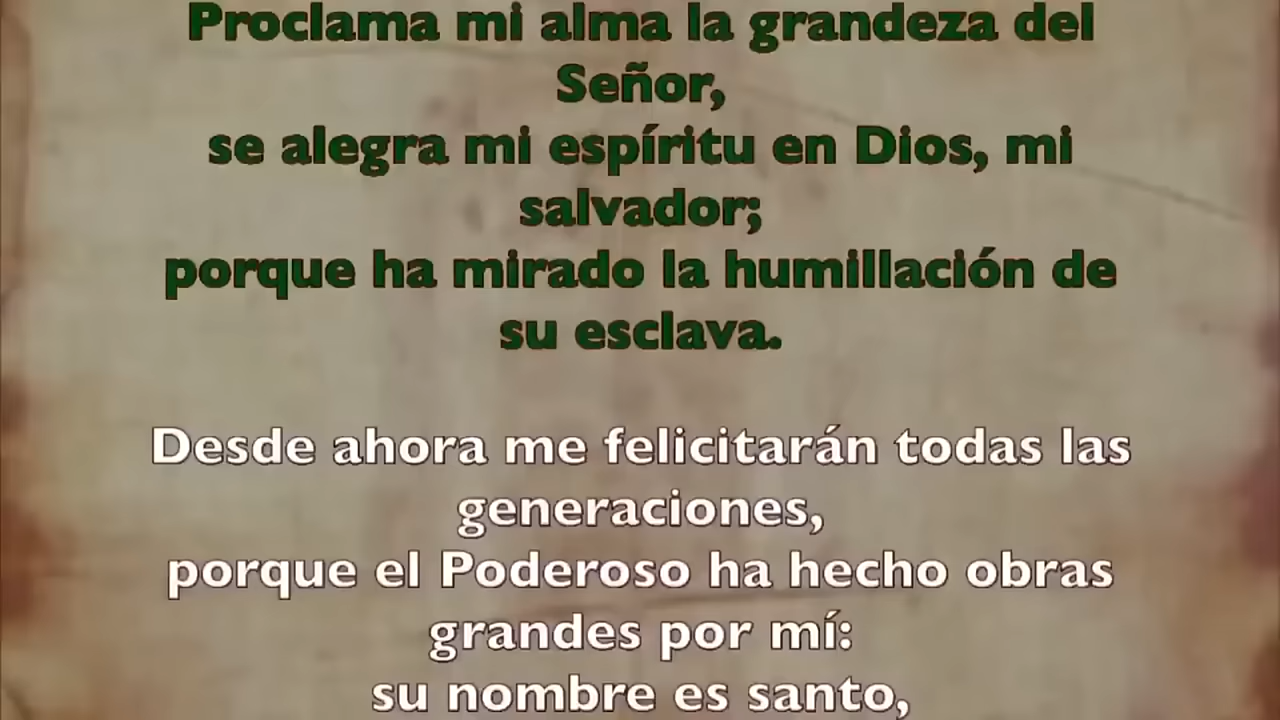 Proclama mi alma la grandeza del
Señor,
se alegra mi espíritu en Dios, mi
salvador;
porque ha mirado la humillación de
su esclava.
Desde ahora me felicitarán todas las
generaciones,
porque el Poderoso ha hecho obras
grandes por mí:
su nombre es santo,